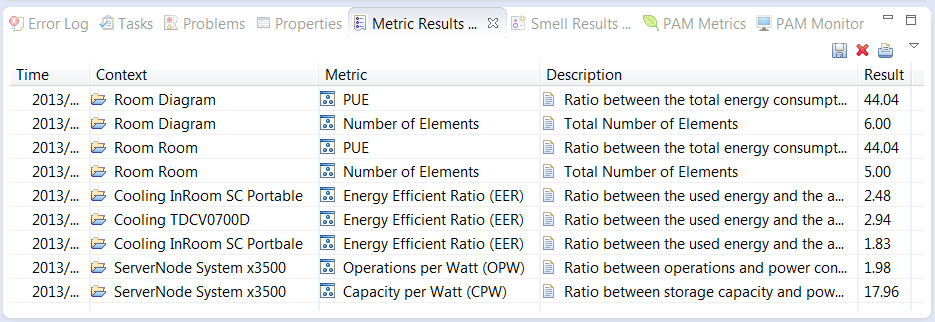 Error Log Tasks Problems Properties Metric Results ... Smell Results ... PAM Metrics PAM Monitor
Time Context Metric Description Result
2013/... Room Diagram PUE Ratio between the total energy consumpt... 44.04
2013/... Room Diagram Number of Elements Total Number of Elements 6.00
2013/... Room Room PUE Ratio between the total energy consumpt... 44.04
2013/... Room Room Number of Elements Total Number of Elements 5.00
2013/... Cooling InRoom SC Portable Energy Efficient Ratio (EER) Ratio between the used energy and the a... 2.48
2013/... Cooling TDCV0700D Energy Efficient Ratio (EER) Ratio between the used energy and the a... 2.94
2013/... Cooling InRoom SC Portbale Energy Efficient Ratio (EER) Ratio between the used energy and the a... 1.83
2013/... ServerNode System x3500 Operations per Watt (OPW) Ratio between operations and power con... 1.98
2013/... ServerNode System x3500 Capacity per Watt (CPW) Ratio between storage capacity and pow... 17.96